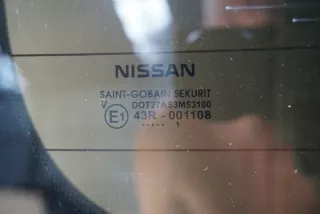 NISSAN
SAINT-GOBAIN SEKURIT
V DOT27AS3M53100
E1 43R - 001108